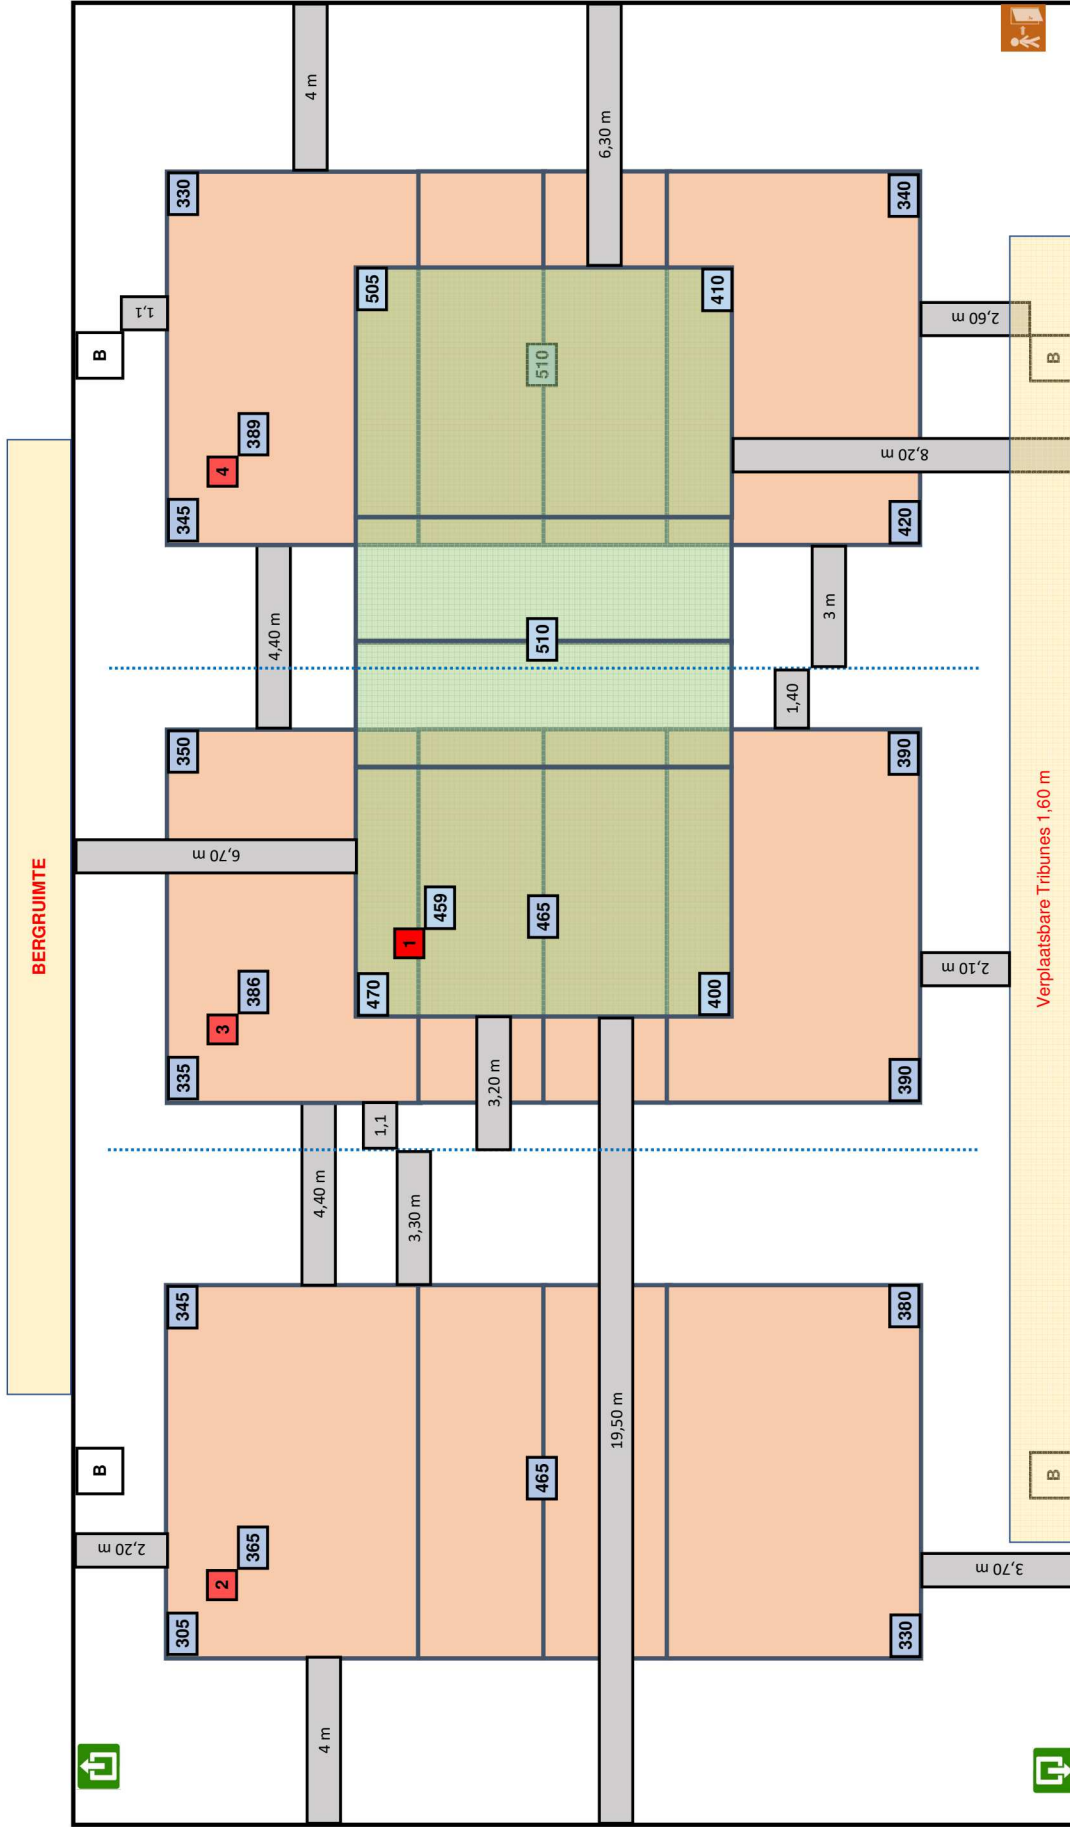 4 m
6,30 m
330
340
1,1
B
505
410
2,60 m
B
510
389
4
8,20 m
345
420
4,40 m
3 m
510
1,40
BERGRUIMTE
350
390
6,70 m
459
1
465
386
3
470
400
2,10 m
Verplaatsbare Tribunes 1,60 m
335
390
3,20 m
1,1
4,40 m
3,30 m
345
380
19,50 m
B
465
B
2,20 m
365
2
305
330
3,70 m
4 m